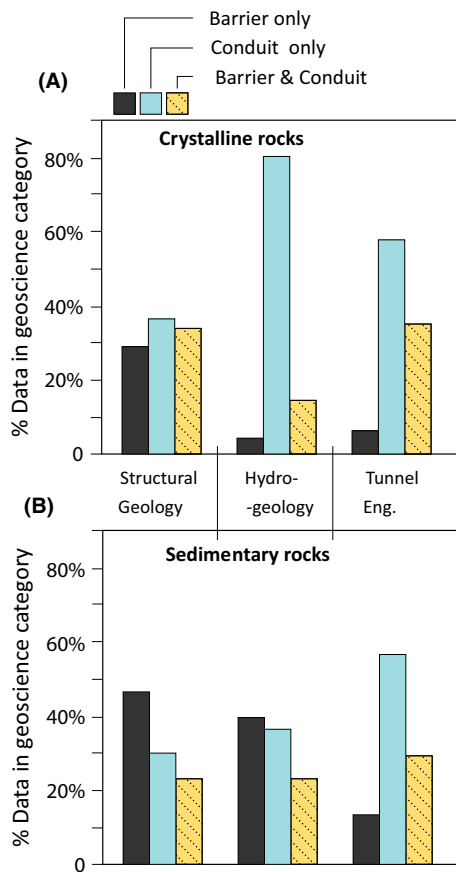 Barrier only
Conduit only
(A)
Barrier & Conduit
Crystalline rocks
80%
60%
40%
20%
0
% Data in geoscience category
Structural Geology
Hydro- -geology
Tunnel Eng.
(B)
Sedimentary rocks
80%
60%
40%
20%
0
% Data in geoscience category